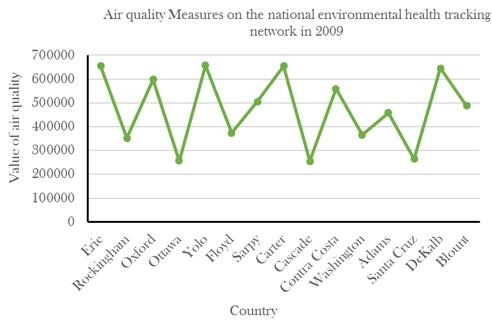 Air quality Measures on the national environmental health tracking
network in 2009
Value of air quality
700000
600000
500000
400000
300000
200000
100000
0
Erie
Rockingham
Oxford
Ottawa
Yolo
Floyd
Sarpy
Carter
Cascade
Contra Costa
Washington
Adams
Santa Cruz
DeKalb
Blount
Country